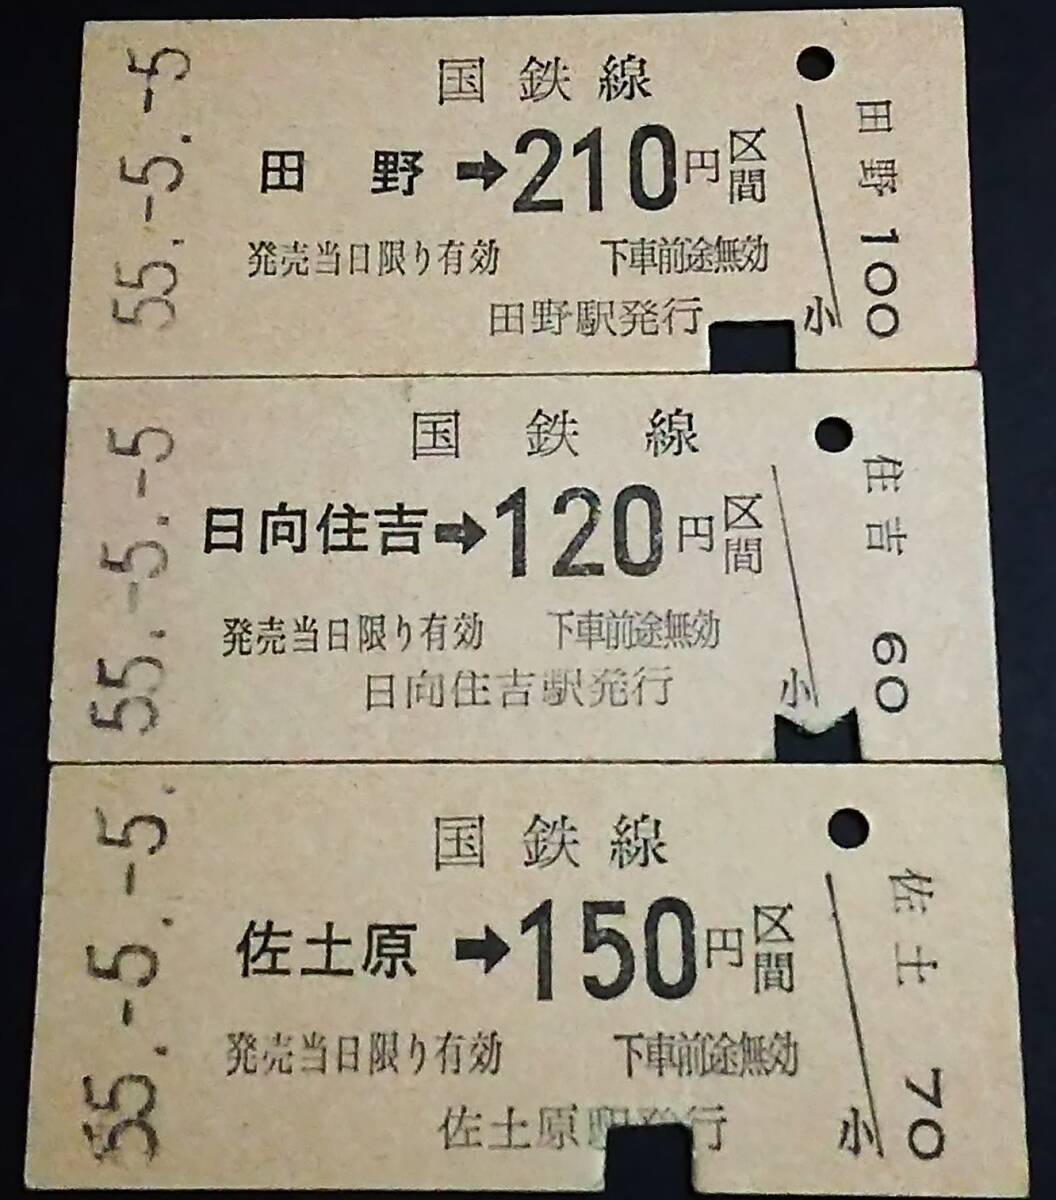 55.-5.-5
国鉄線
田野➡210円区間
発売当日限り有効 下車前途無効
田野駅発行
小
田野100
55.-5.-5
国鉄線
日向住吉➡120円区間
発売当日限り有効 下車前途無効
日向住吉駅発行
小
住吉 60
55.-5.-5.
国鉄線
佐土原➡150円区間
発売当日限り有効 下車前途無効
佐土原駅発行
小
佐土 70